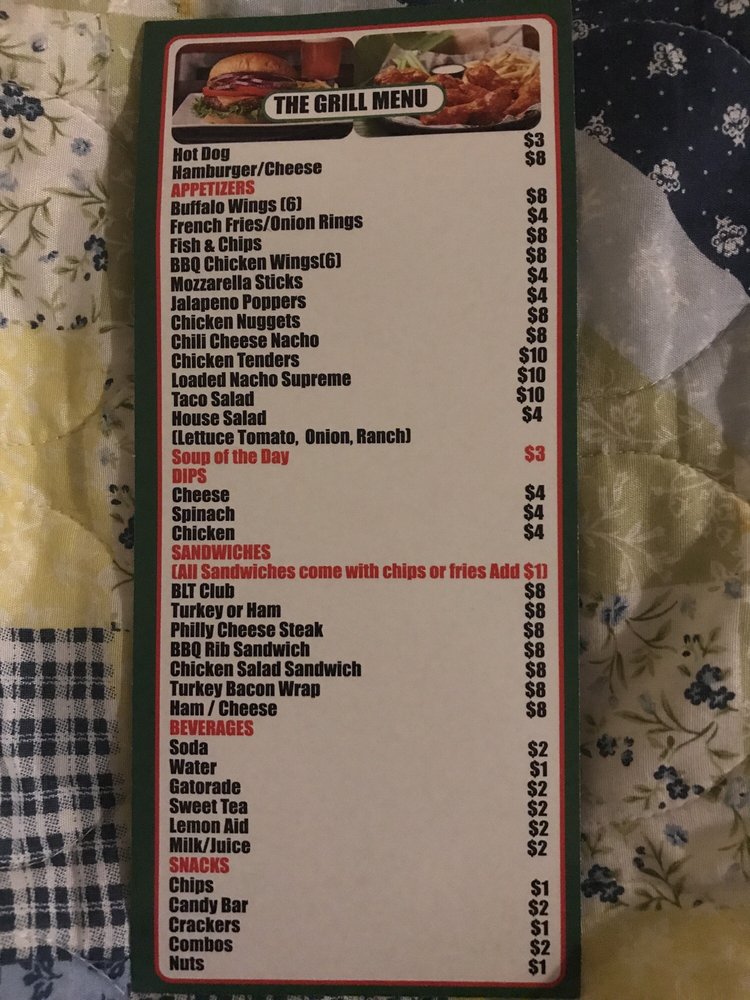 THE GRILL MENU
Hot Dog $3
Hamburger/Cheese $8
APPETIZERS
Buffalo Wings (6) $8
French Fries/Onion Rings $4
Fish & Chips $8
BBQ Chicken Wings(6) $8
Mozzarella Sticks $4
Jalapeno Poppers $4
Chicken Nuggets $8
Chili Cheese Nacho $8
Chicken Tenders $10
Loaded Nacho Supreme $10
Taco Salad $10
House Salad $4
(Lettuce Tomato, Onion, Ranch)
Soup of the Day $3
DIPS
Cheese $4
Spinach $4
Chicken $4
SANDWICHES
(All Sandwiches come with chips or fries Add $1)
BLT Club $8
Turkey or Ham $8
Philly Cheese Steak $8
BBQ Rib Sandwich $8
Chicken Salad Sandwich $8
Turkey Bacon Wrap $8
Ham / Cheese $8
BEVERAGES
Soda $2
Water $1
Gatorade $2
Sweet Tea $2
Lemon Aid $2
Milk/Juice $2
SNACKS
Chips $1
Candy Bar $2
Crackers $1
Combos $2
Nuts $1